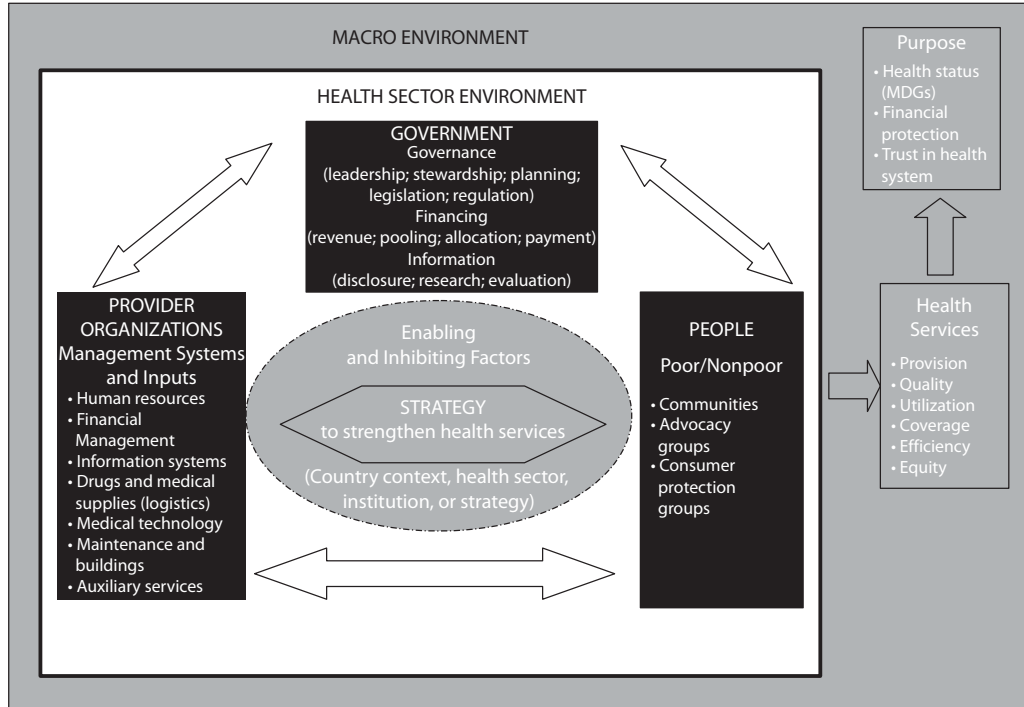 MACRO ENVIRONMENT
HEALTH SECTOR ENVIRONMENT
GOVERNMENT
Governance
(leadership; stewardship; planning;
legislation; regulation)
Financing
(revenue; pooling; allocation; payment)
Information
(disclosure; research; evaluation)
PROVIDER
ORGANIZATIONS
Management Systems
and Inputs
• Human resources
• Financial
Management
• Information systems
• Drugs and medical
supplies (logistics)
• Medical technology
• Maintenance and
buildings
• Auxiliary services
Enabling
and Inhibiting Factors
STRATEGY
to strengthen health services
(Country context, health sector,
institution, or strategy)
PEOPLE
Poor/Nonpoor
• Communities
• Advocacy
groups
• Consumer
protection
groups
Purpose
• Health status
(MDGs)
• Financial
protection
• Trust in health
system
Health
Services
• Provision
• Quality
• Utilization
• Coverage
• Efficiency
• Equity